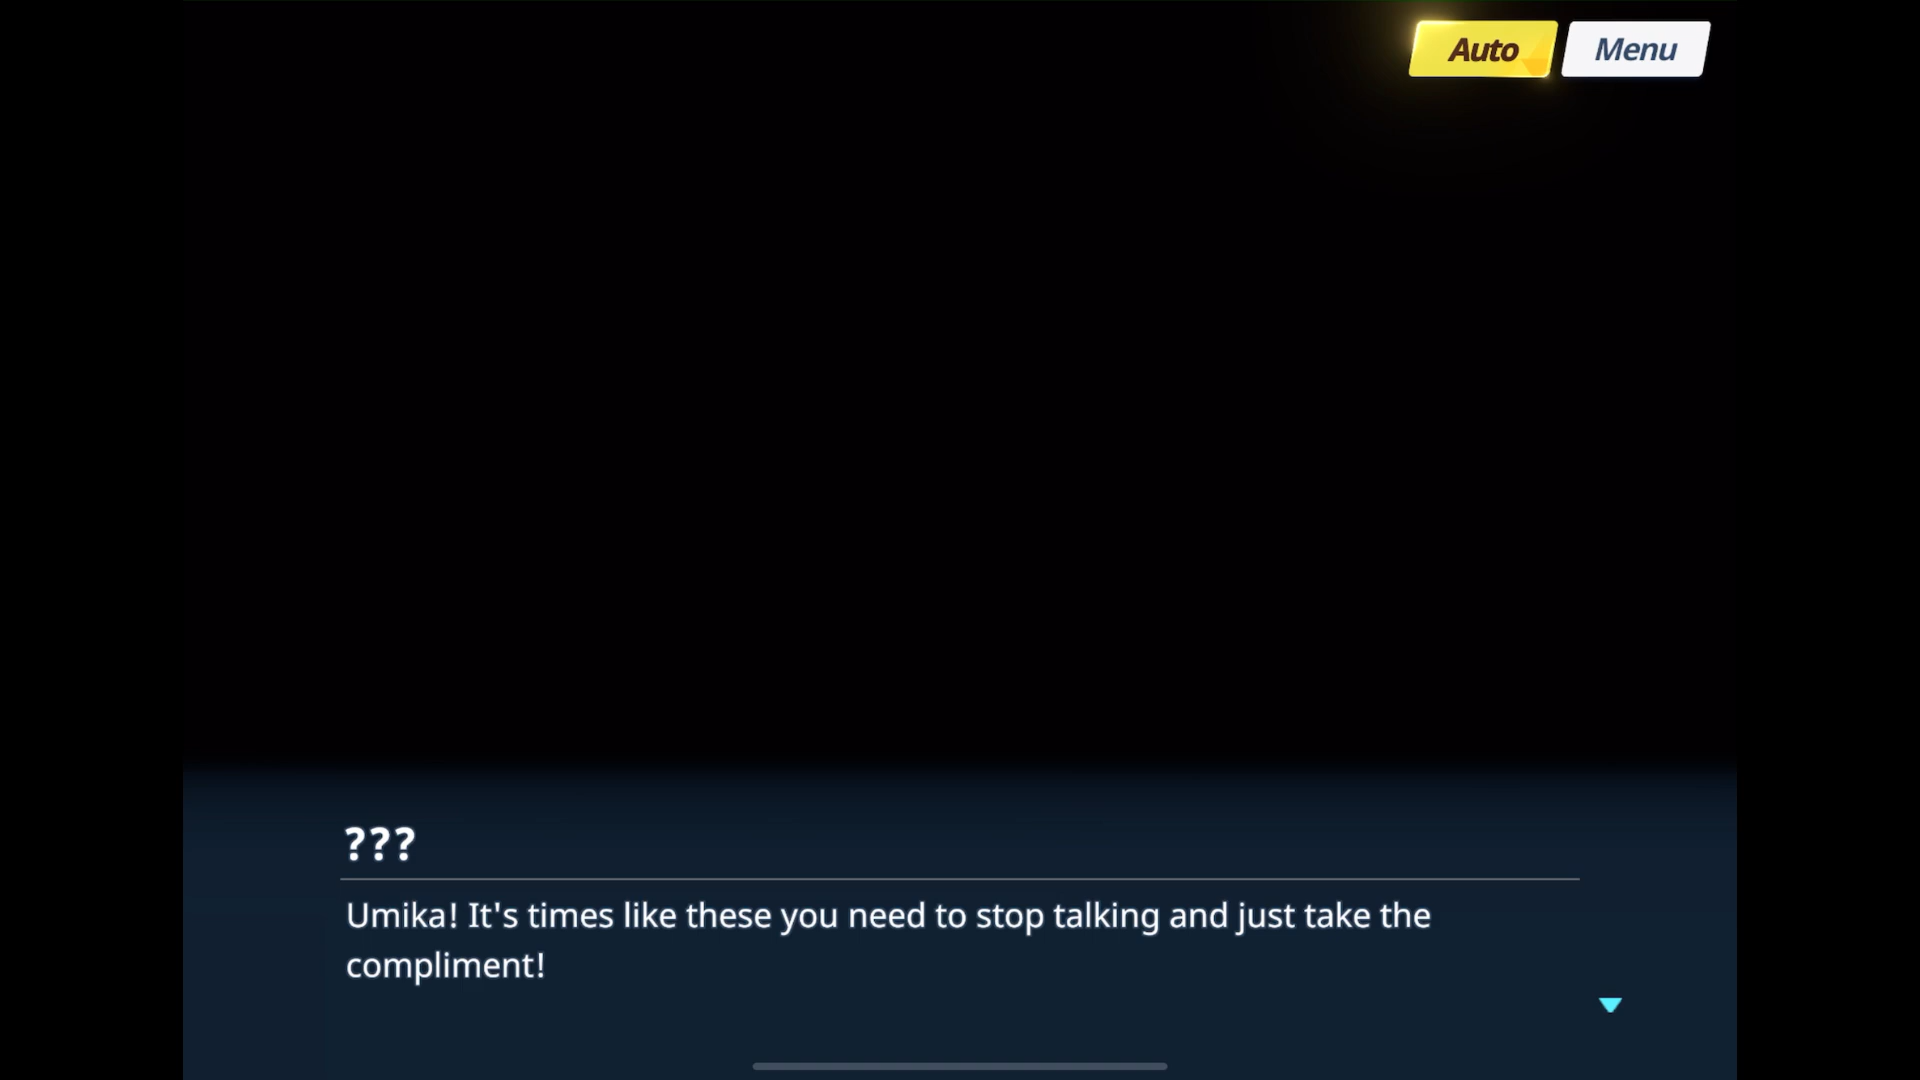 Auto
Menu
???
Umika! It's times like these you need to stop talking and just take the
compliment!